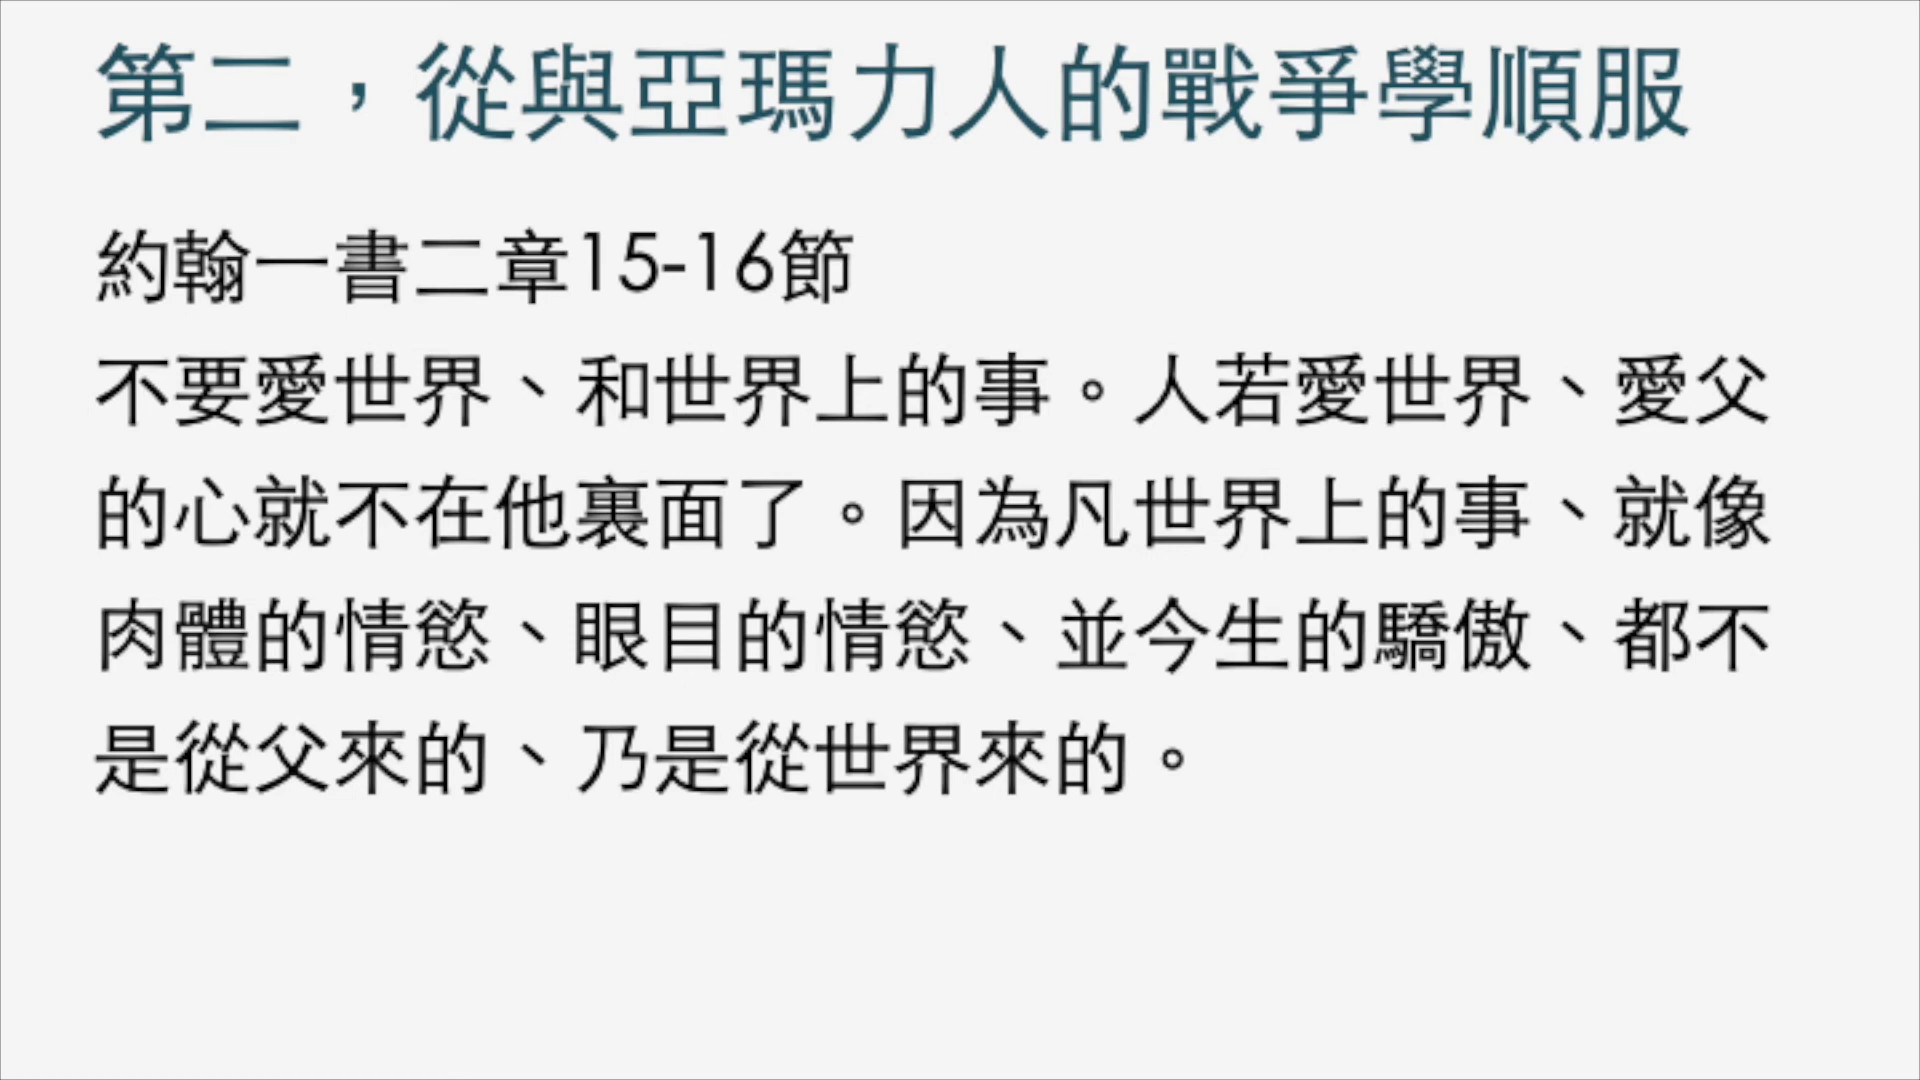 第二，從與亞瑪力人的戰爭學順服
約翰一書二章15-16節
不要愛世界、和世界上的事。人若愛世界、愛父
的心就不在他裏面了。因為凡世界上的事、就像
肉體的情慾、眼目的情慾、並今生的驕傲、都不
是從父來的、乃是從世界來的。